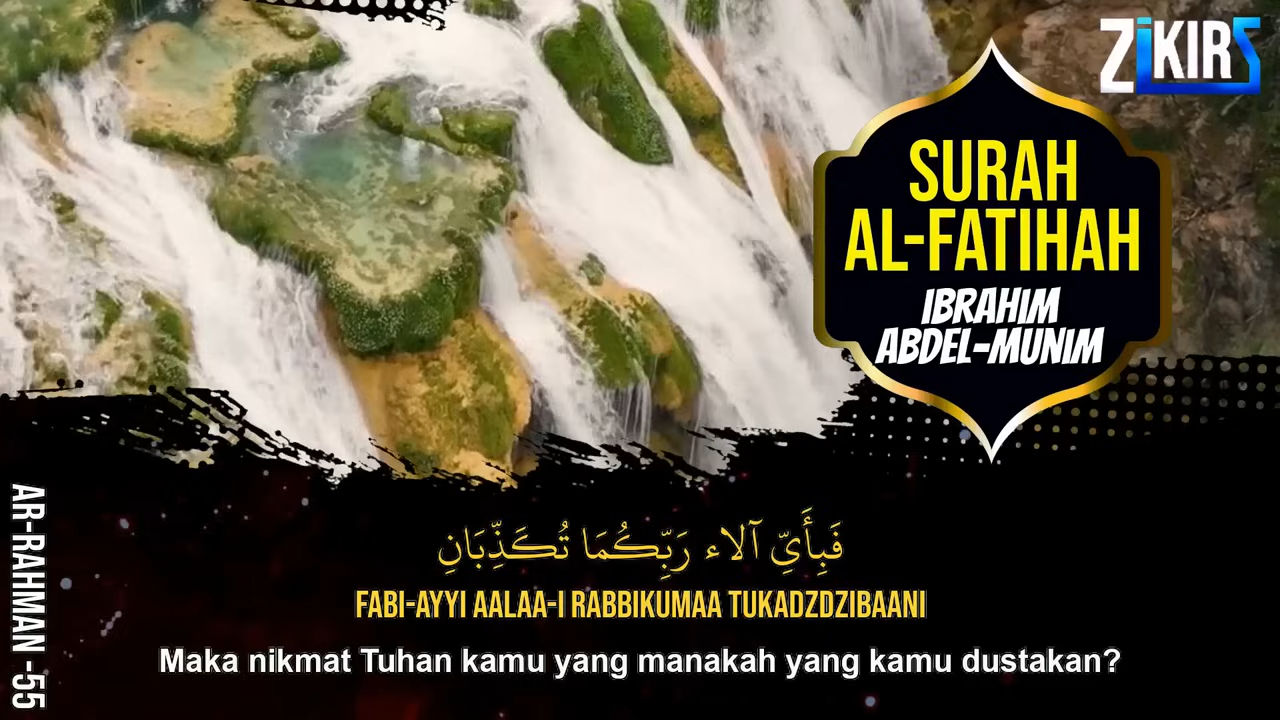 ZiKIRS
SURAH
AL-FATIHAH
IBRAHIM
ABDEL-MUNIM
فَبِأَيِّ آلاء رَبِّكُمَا تُكَذِّبَانِ
FABI-AYYI AALAA-I RABBIKUMAA TUKADZDZIBAANI
Maka nikmat Tuhan kamu yang manakah yang kamu dustakan?
AR-RAHMAN -55